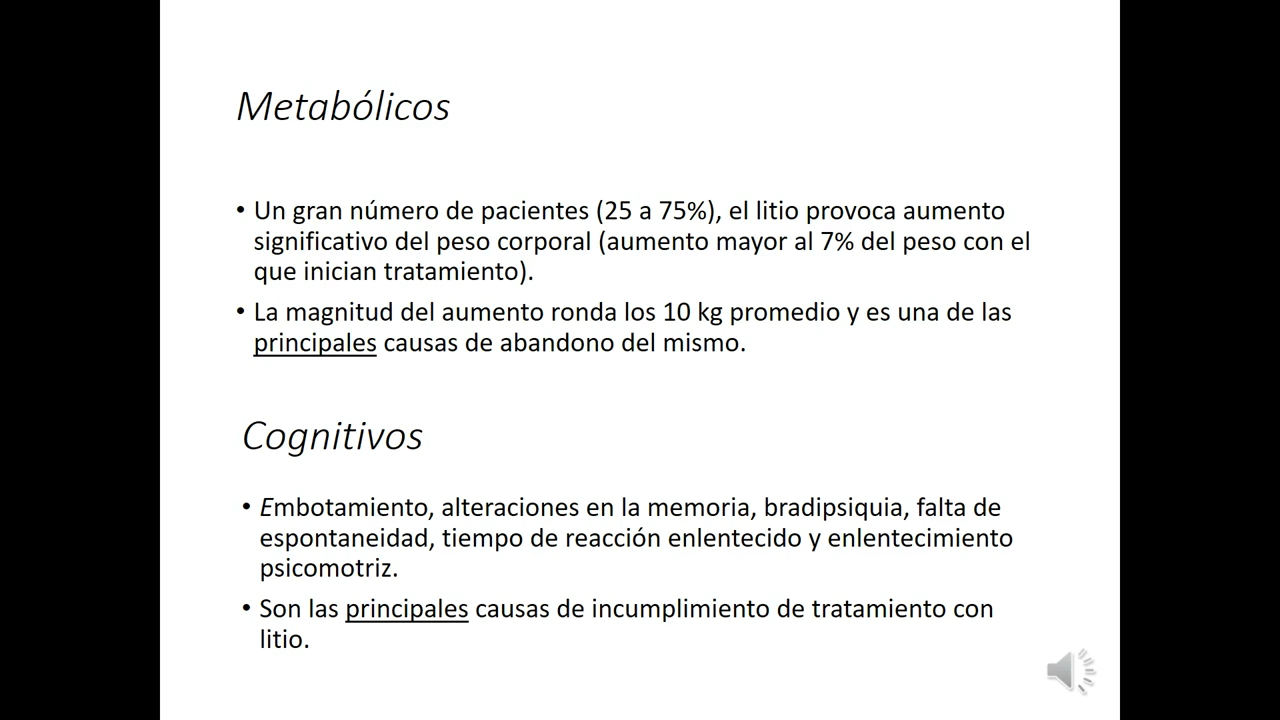 Metabólicos
• Un gran número de pacientes (25 a 75%), el litio provoca aumento
significativo del peso corporal (aumento mayor al 7% del peso con el
que inician tratamiento).
• La magnitud del aumento ronda los 10 kg promedio y es una de las
principales causas de abandono del mismo.
Cognitivos
• Embotamiento, alteraciones en la memoria, bradipsiquia, falta de
espontaneidad, tiempo de reacción enlentecido y enlentecimiento
psicomotriz.
• Son las principales causas de incumplimiento de tratamiento con
litio.